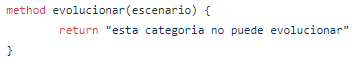 method evolucionar(escenario) {
return "esta categoria no puede evolucionar"
}